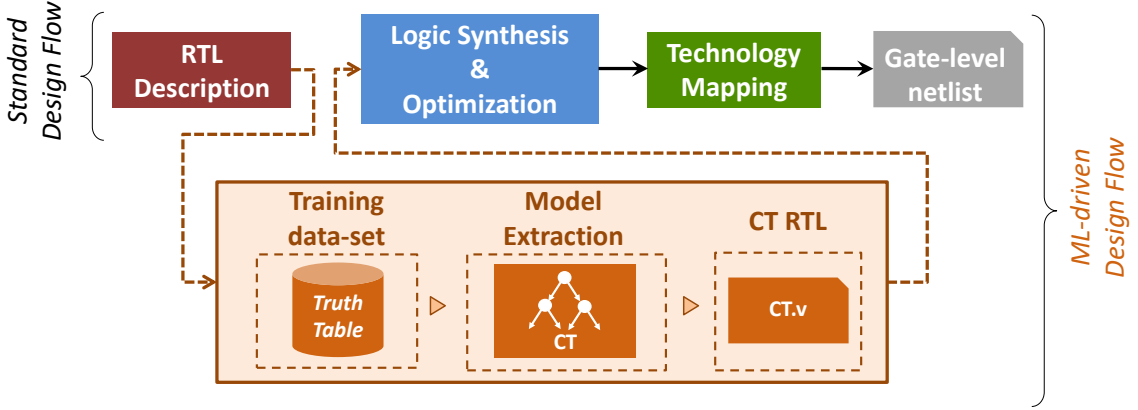 Standard
Design Flow
RTL
Description
Logic Synthesis
&
Optimization
Technology
Mapping
Gate-level
netlist
ML-driven
Design Flow
Training
data-set
Truth
Table
Model
Extraction
CT
CT RTL
CT.v